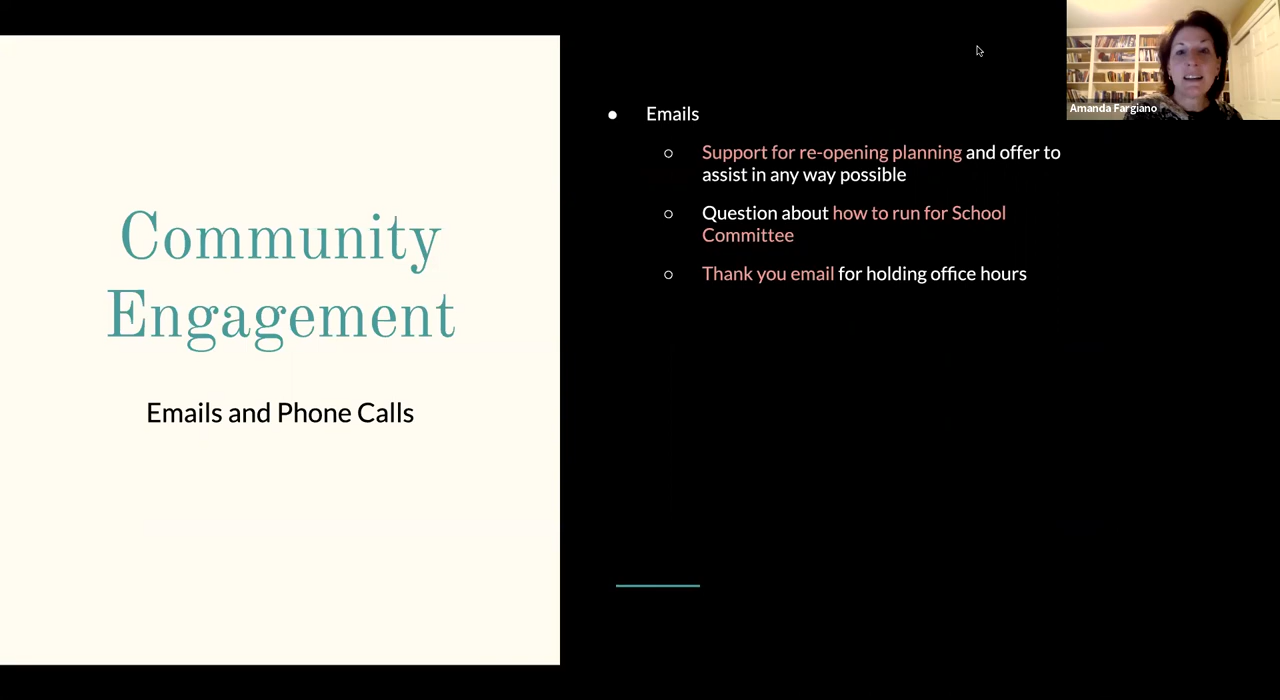 Community
Engagement
Emails and Phone Calls
● Emails
○ Support for re-opening planning and offer to
assist in any way possible
○ Question about how to run for School
Committee
○ Thank you email for holding office hours
Amanda Fargiano